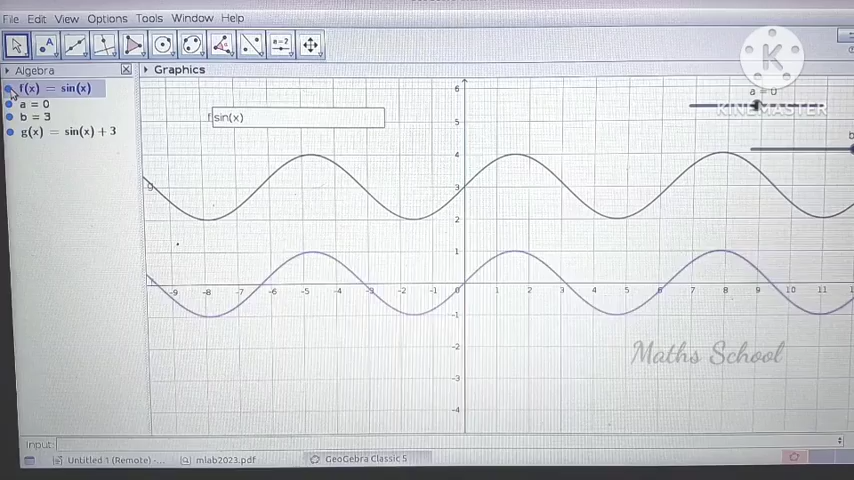 File Edit View Options Tools Window Help
a=2
Algebra
Graphics
f(x) = sin(x)
a = 0
b = 3
g(x) = sin(x) + 3
f sin(x)
a = 0
K
KINEMASTER
b
6
5
4
3
2
1
-9 -8 -7 -6 -5 -4 -3 -2 -1 0 1 2 3 4 5 6 7 8 9 10 11
-1
-2
-3
-4
g
f
Maths School
Input:
Untitled 1 (Remote) -... mlab2023.pdf GeoGebra Classic 5